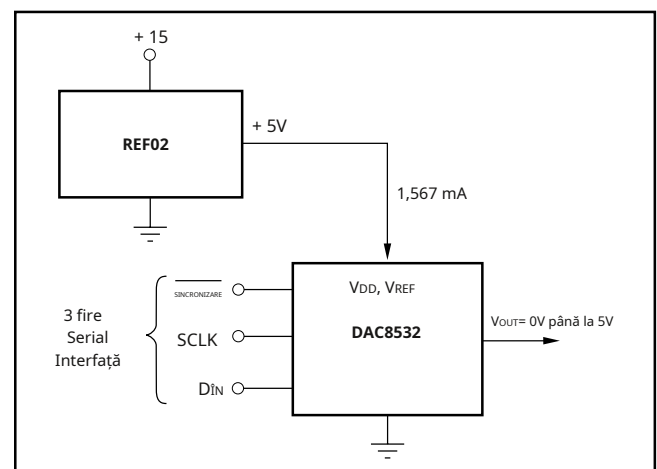 + 15
REF02
+ 5V
1,567 mA
VDD, VREF
DAC8532
SINCRONIZARE
SCLK
DÎN
3 fire
Serial
Interfață
VOUT= 0V până la 5V